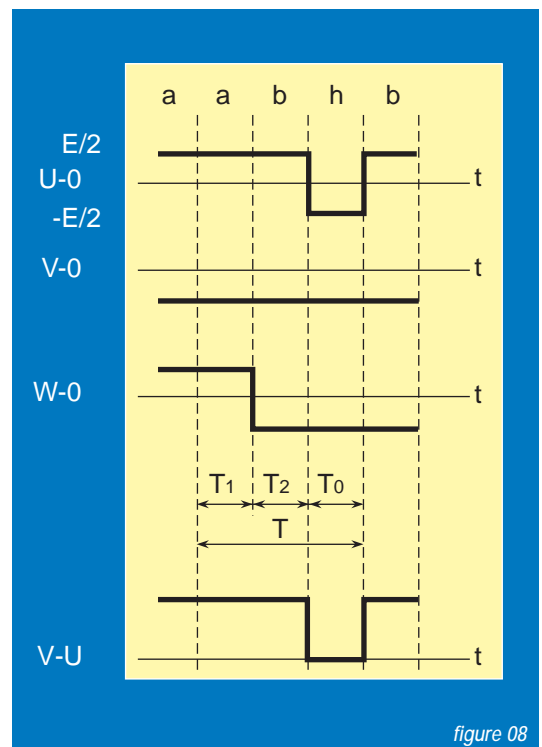 a a b h b
E/2
U-0 t
-E/2
V-0 t
W-0 t
T1 T2 T0
T
V-U t
figure 08